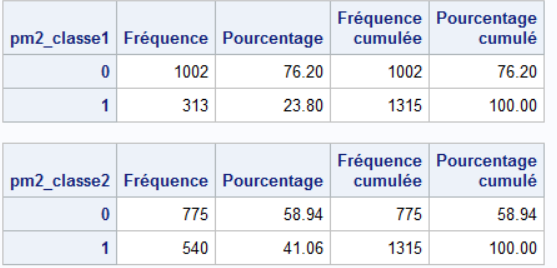 pm2_classe1 Fréquence Pourcentage Fréquence cumulée Pourcentage cumulé
0 1002 76.20 1002 76.20
1 313 23.80 1315 100.00
pm2_classe2 Fréquence Pourcentage Fréquence cumulée Pourcentage cumulé
0 775 58.94 775 58.94
1 540 41.06 1315 100.00